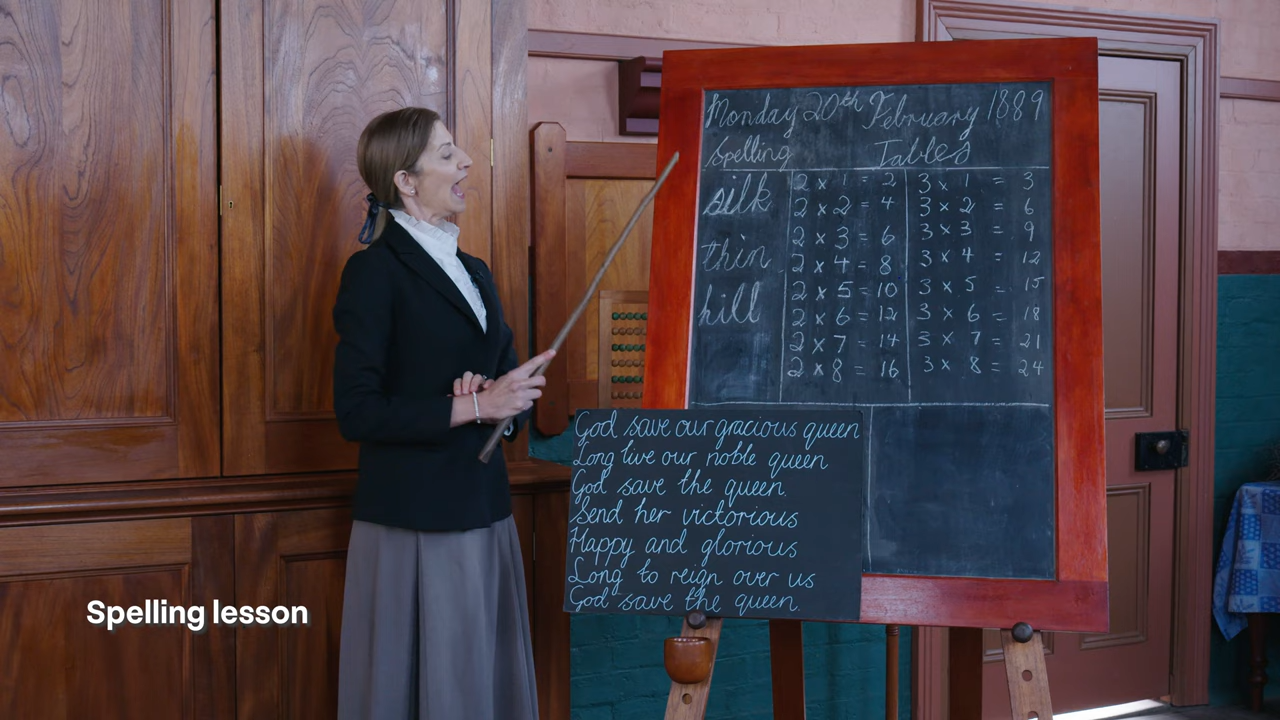 Monday 20th February 1889
Spelling Tables
silk
thin
hill
2 x 1 = 2
2 x 2 = 4
2 x 3 = 6
2 x 4 = 8
2 x 5 = 10
2 x 6 = 12
2 x 7 = 14
2 x 8 = 16
3 x 1 = 3
3 x 2 = 6
3 x 3 = 9
3 x 4 = 12
3 x 5 = 15
3 x 6 = 18
3 x 7 = 21
3 x 8 = 24
God save our gracious queen
Long live our noble queen
God save the queen.
Send her victorious
Happy and glorious
Long to reign over us
God save the queen.
Spelling lesson